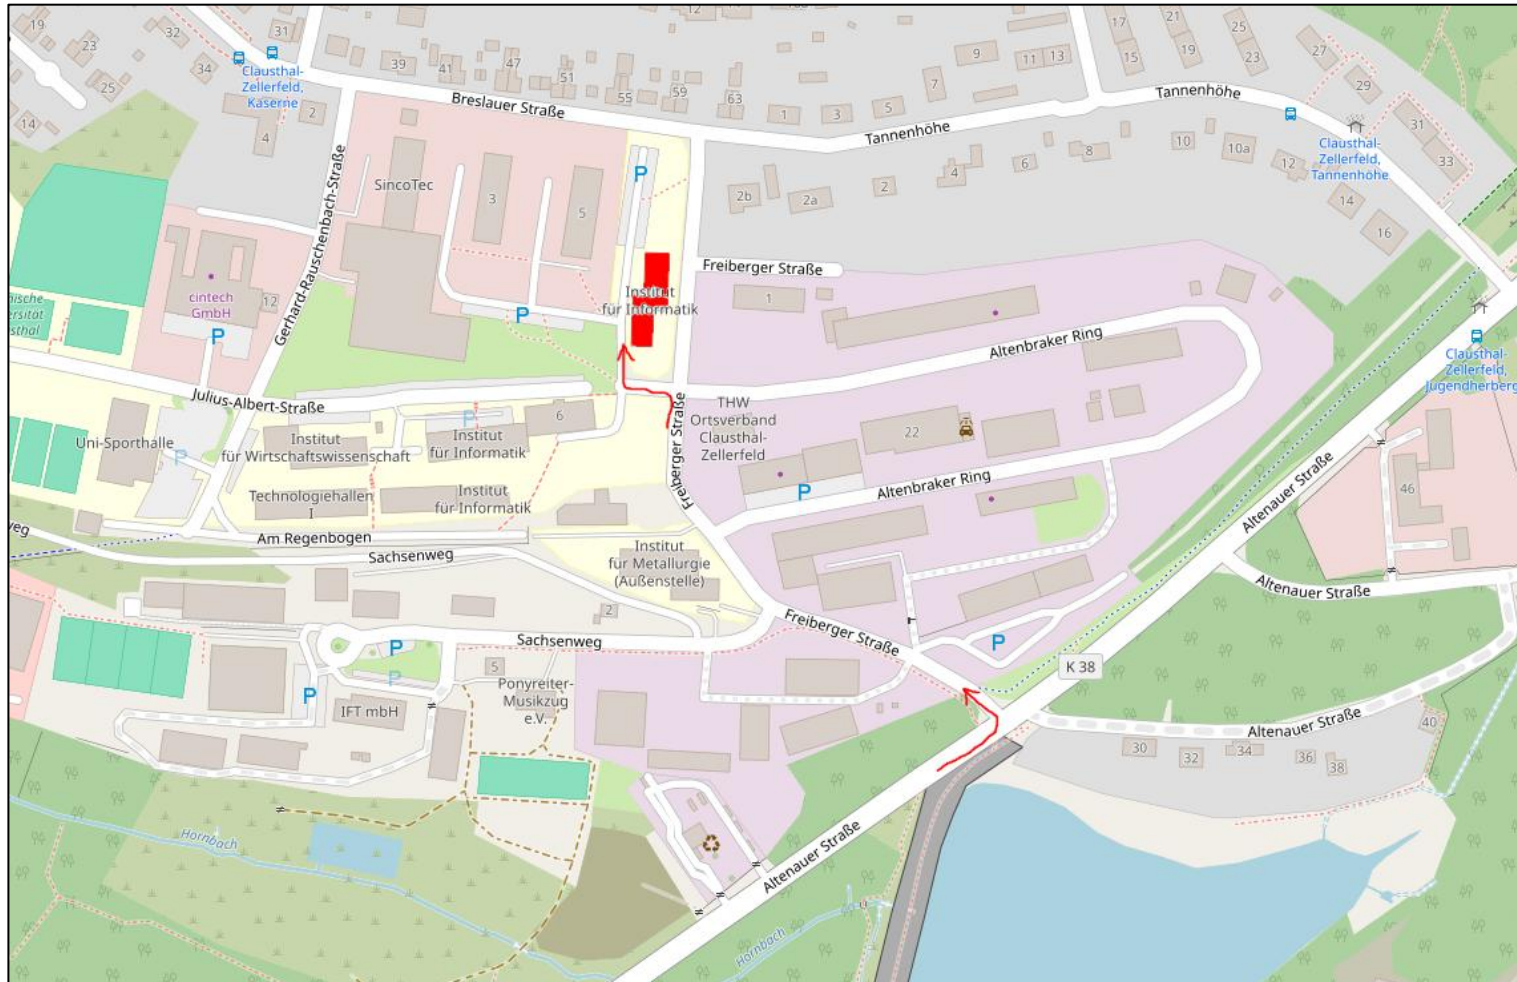 19
23
25
14
32
34
31
Clausthal-
Zellerfeld,
Kaserne
2
4
39
41
47
51
55
59
63
Breslauer Straße
12
1
3
5
7
9
11
13
17
15
21
19
25
23
27
29
31
33
Tannenhöhe
Tannenhöhe
Clausthal-
Zellerfeld,
Tannenhöhe
2b
2a
2
4
6
8
10
10a
12
14
16
SincoTec
3
5
P
Gerhard-Rauschenbach-Straße
cintech
GmbH
12
P
P
Institut
für Informatik
Freiberger Straße
1
Altenbraker Ring
Clausthal-
Zellerfeld,
Jugendherberge
Julius-Albert-Straße
Uni-Sporthalle
P
Institut
für Wirtschaftswissenschaft
P
Institut
für Informatik
6
Freiberger Straße
THW
Ortsverband
Clausthal-
Zellerfeld
22
P
Altenbraker Ring
Altenauer Straße
46
Technologiehallen
I
Institut
für Informatik
Am Regenbogen
Sachsenweg
Institut
für Metallurgie
(Außenstelle)
2
Altenauer Straße
Freiberger Straße
P
K 38
Sachsenweg
P
P
P
5
Ponyreiter-
Musikzug
e.V.
IFT mbH
Altenauer Straße
30
32
34
36
38
40
Altenauer Straße
Hornbach
Hornbach